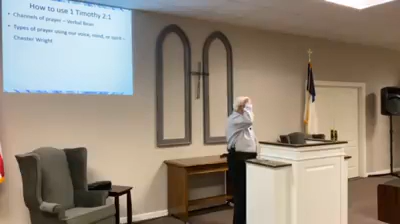 How to use 1 Timothy 2:1
• Channels of prayer – Verbal Bean
• Types of prayer using our voice, mind, or spirit –
Chester Wright